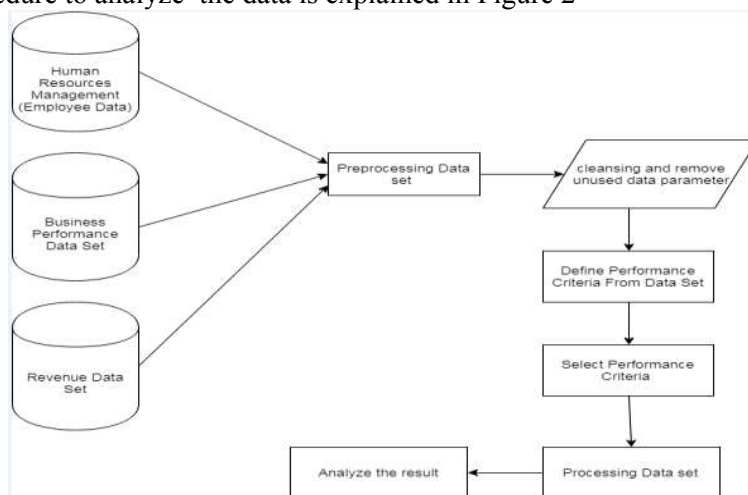 edure to analyze the data is explained in Figure 2
Human
Resources
Management
(Employee Data)
Preprocessing Data
set
cleansing and remove
unused data parameter
Business
Performance
Data Set
Define Performance
Criteria From Data Set
Revenue Data
Set
Select Performance
Criteria
Analyze the result
Processing Data set